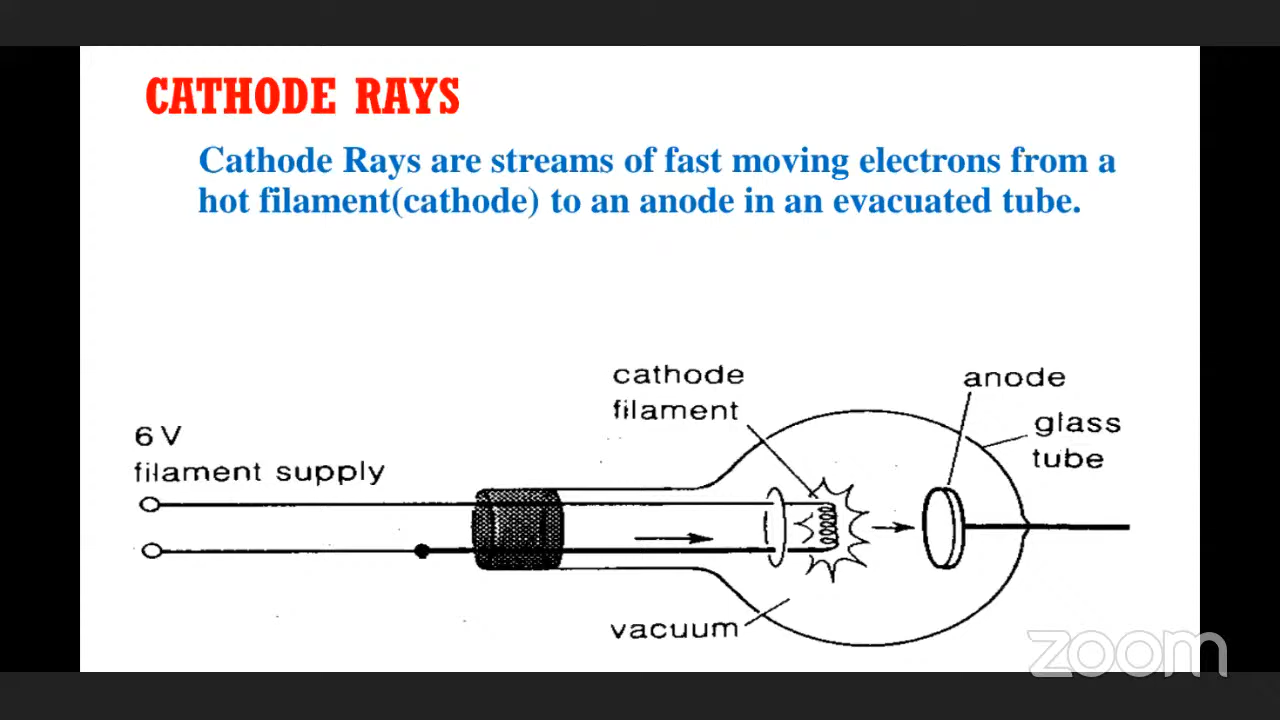 CATHODE RAYS
Cathode Rays are streams of fast moving electrons from a
hot filament(cathode) to an anode in an evacuated tube.
cathode
filament
anode
glass
tube
6 V
filament supply
vacuum
zoom